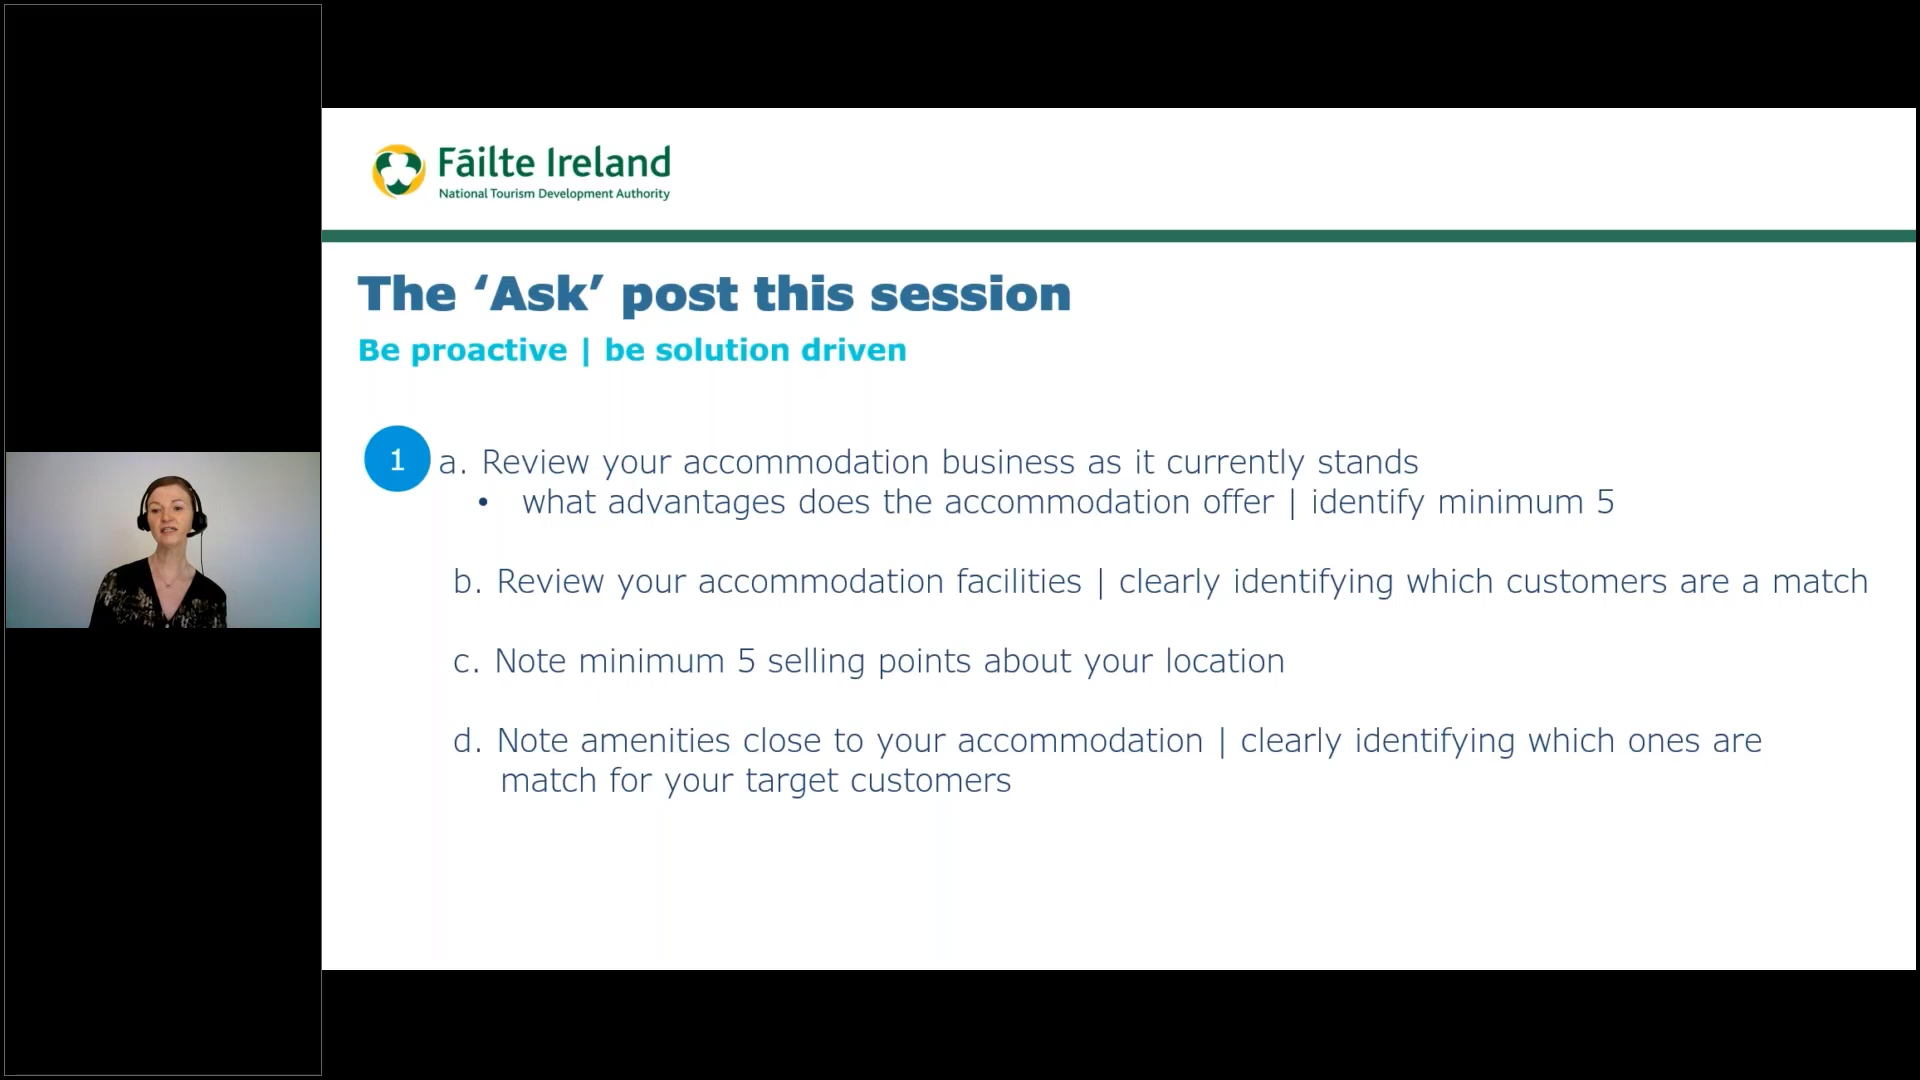 Fáilte Ireland
National Tourism Development Authority
The ‘Ask’ post this session
Be proactive | be solution driven
1
a. Review your accommodation business as it currently stands
• what advantages does the accommodation offer | identify minimum 5
b. Review your accommodation facilities | clearly identifying which customers are a match
c. Note minimum 5 selling points about your location
d. Note amenities close to your accommodation | clearly identifying which ones are
match for your target customers